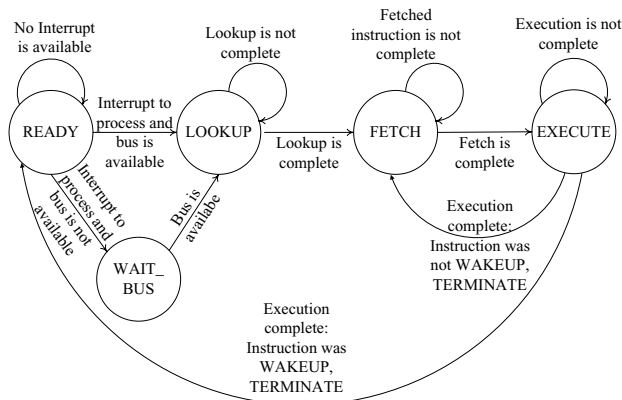 No Interrupt
is available
Lookup is not
complete
Fetched
instruction is not
complete
Execution is not
complete
READY
Interrupt to
process and
bus is
available
LOOKUP
Lookup is
complete
FETCH
Fetch is
complete
EXECUTE
Interrupt to
process and
bus is not
available
Bus is
availabe
WAIT_
BUS
Execution
complete:
Instruction was
not WAKEUP,
TERMINATE
Execution
complete:
Instruction was
WAKEUP,
TERMINATE